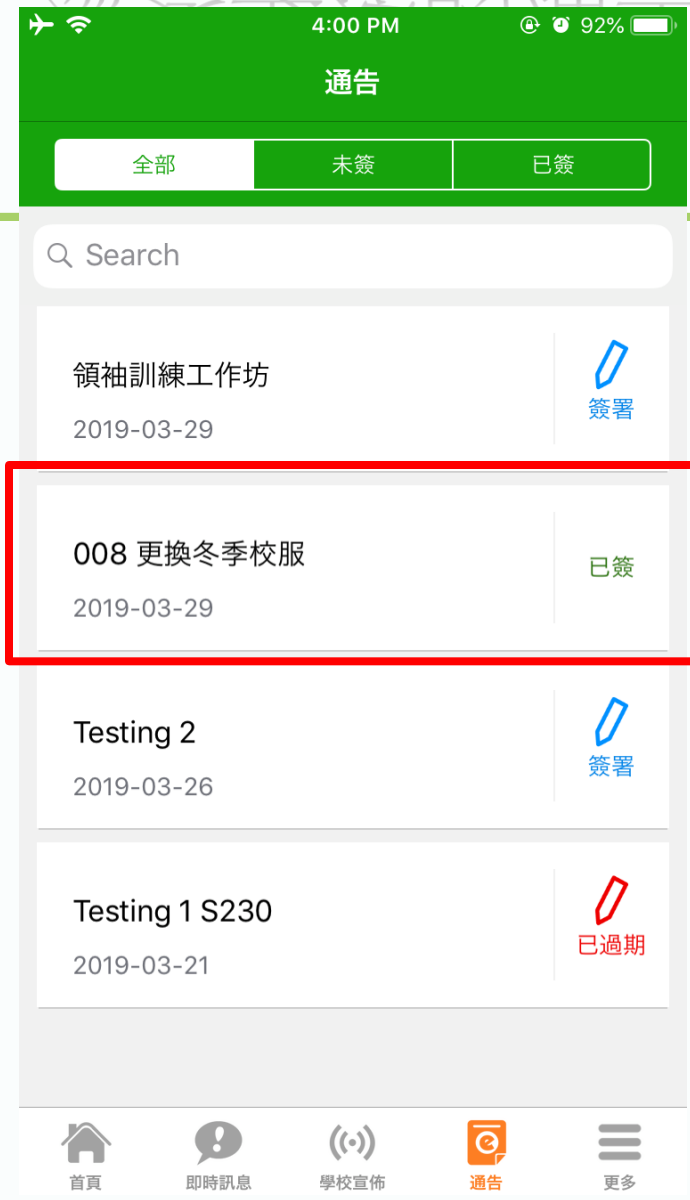 4:00 PM 92%
通告
全部 未簽 已簽
Search
領袖訓練工作坊
2019-03-29
簽署
008 更換冬季校服
2019-03-29
已簽
Testing 2
2019-03-26
簽署
Testing 1 S230
2019-03-21
已過期
首頁 即時訊息 學校宣佈 通告 更多